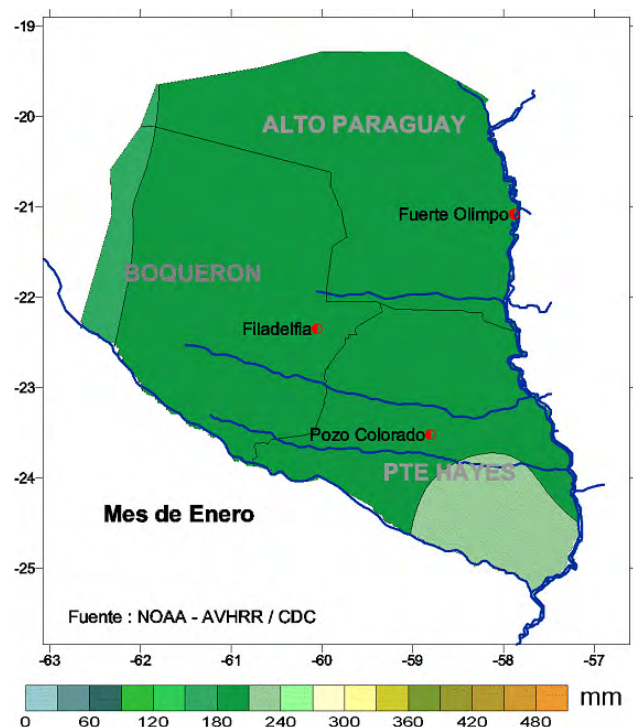 -19
-20
-21
-22
-23
-24
-25
ALTO PARAGUAY
Fuerte Olimpo
BOQUERON
Filadelfia
Pozo Colorado
PTE HAYES
Mes de Enero
Fuente : NOAA - AVHRR / CDC
-63 -62 -61 -60 -59 -58 -57
mm
0 60 120 180 240 300 360 420 480